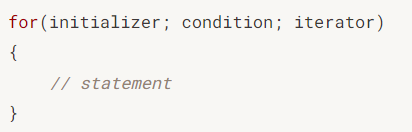 for(initializer; condition; iterator)
{
// statement
}